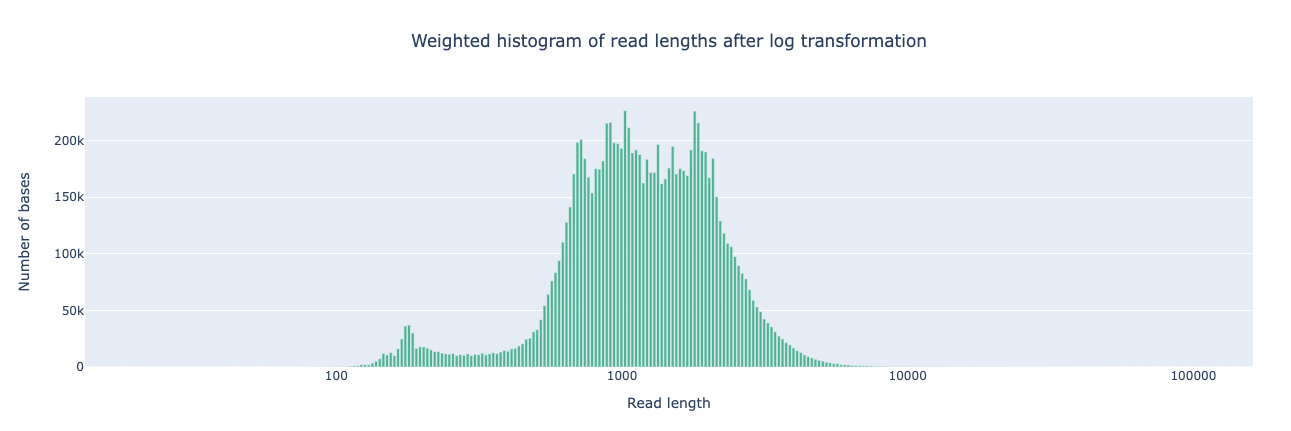 Weighted histogram of read lengths after log transformation
Number of bases
200k
150k
100k
50k
0
100
1000
10000
100000
Read length